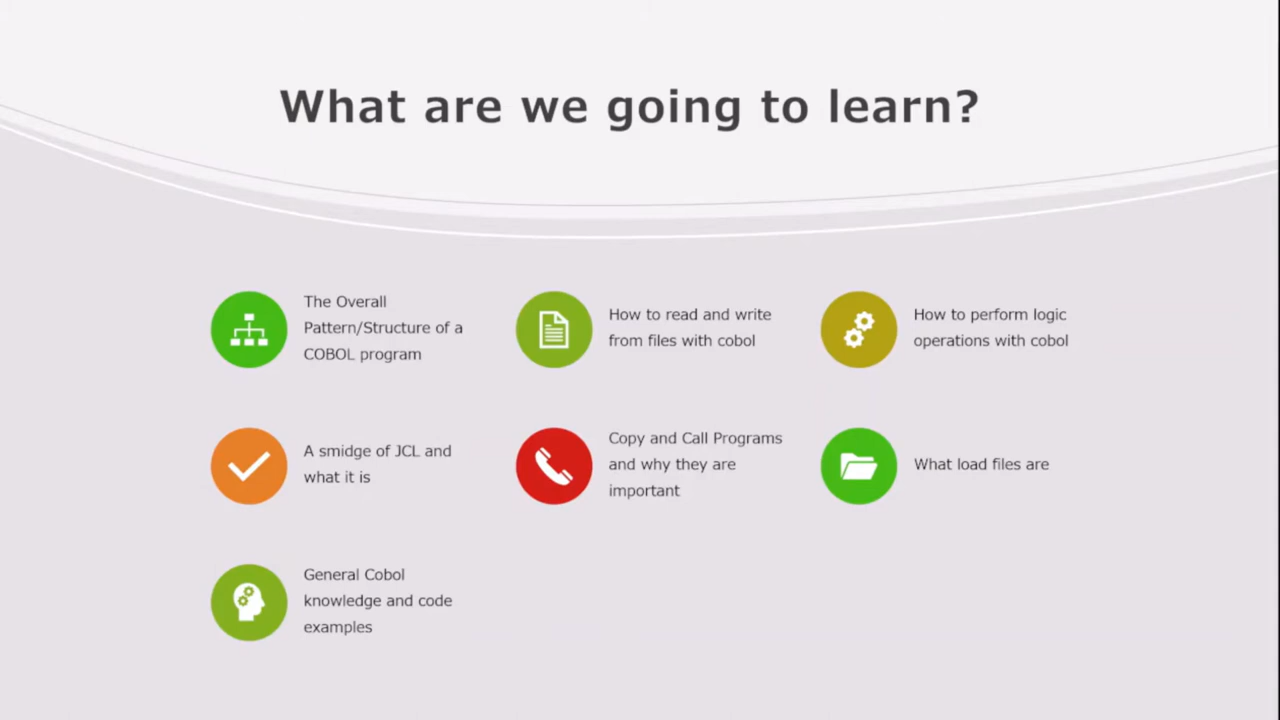 What are we going to learn?
The Overall
Pattern/Structure of a
COBOL program
How to read and write
from files with cobol
How to perform logic
operations with cobol
A smidge of JCL and
what it is
Copy and Call Programs
and why they are
important
What load files are
General Cobol
knowledge and code
examples